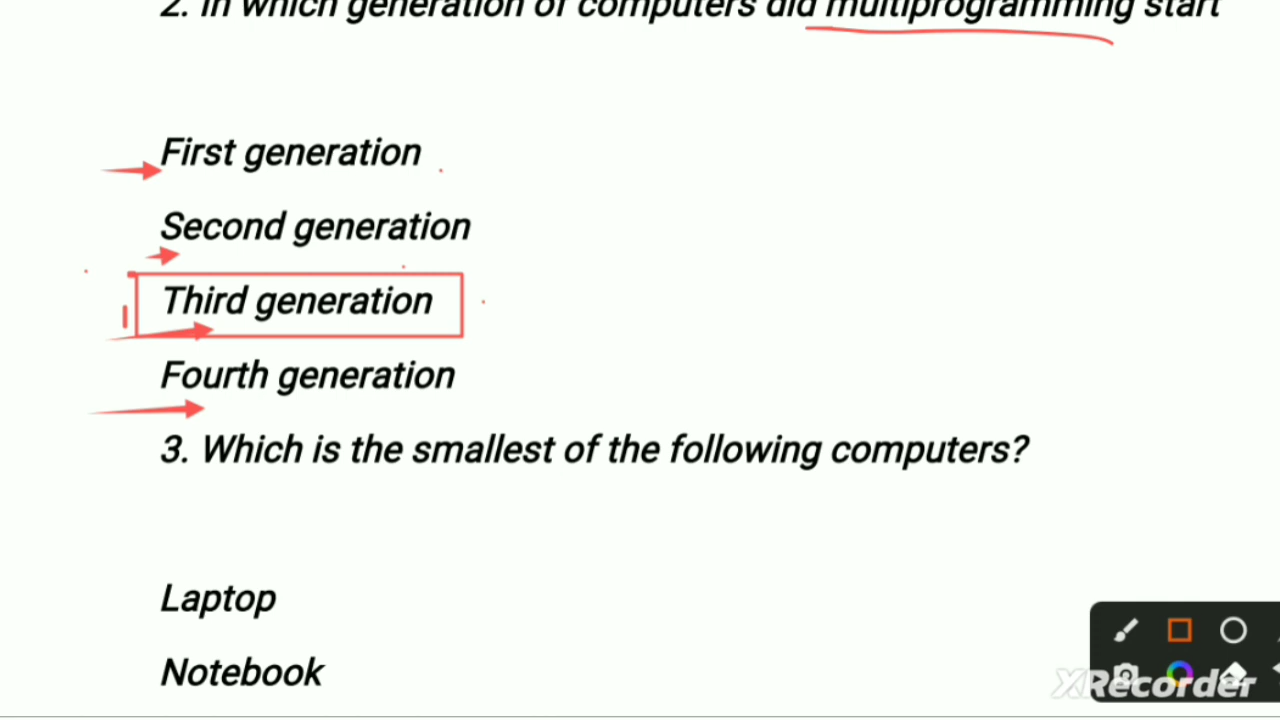 2. In which generation of computers did multiprogramming start
First generation
Second generation
Third generation
Fourth generation
3. Which is the smallest of the following computers?
Laptop
Notebook
XRecorder